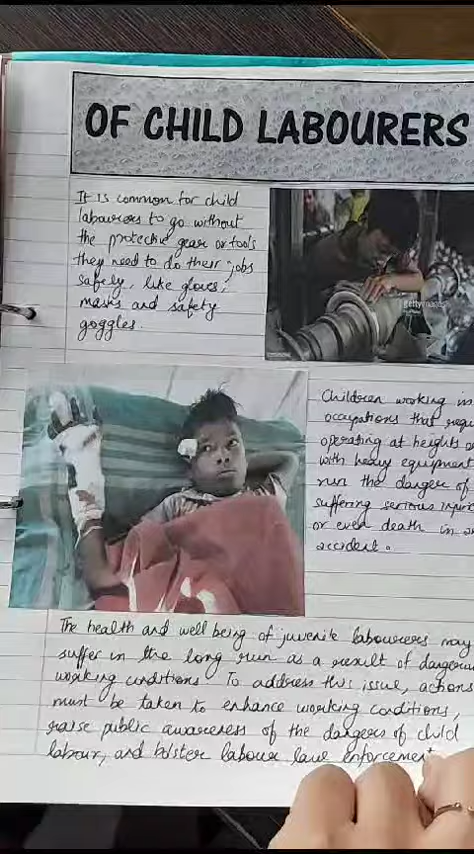 OF CHILD LABOURERS
It is common for child
labourers to go without
the protective gear or tools
they need to do their jobs
safely, like gloves,
masks and safety
goggles.
gettyimages
Children working in
occupations that requ
operating at heights o
with heavy equipment
run the danger of
suffering serious injur
or even death in a
accident.
The health and well being of juvenile labourers may
suffer in the long run as a result of dangerou
working conditions. To address this issue, actions
must be taken to enhance working conditions,
raise public awareness of the dangers of child
labour, and bolster labour law enforcement